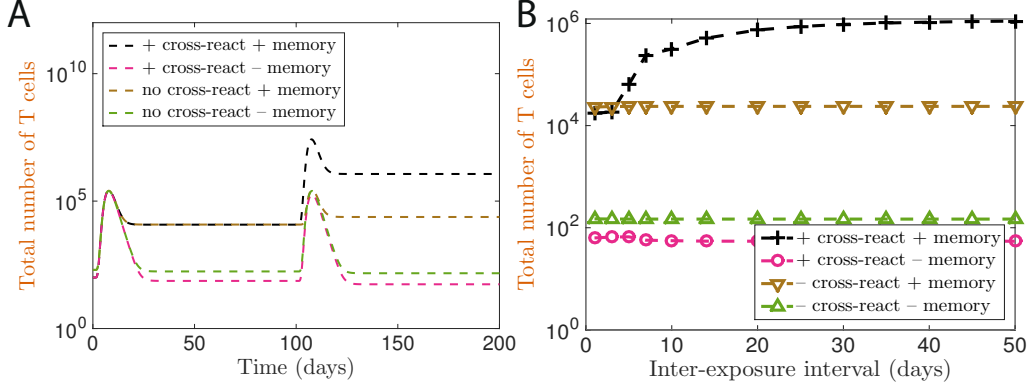 A
Total number of T cells
10^10
10^5
10^0
+ cross-react + memory
+ cross-react – memory
no cross-react + memory
no cross-react – memory
0
50
100
150
200
Time (days)
B
Total number of T cells
10^6
10^4
10^2
10^0
+ cross-react + memory
+ cross-react – memory
– cross-react + memory
– cross-react – memory
0
10
20
30
40
50
Inter-exposure interval (days)